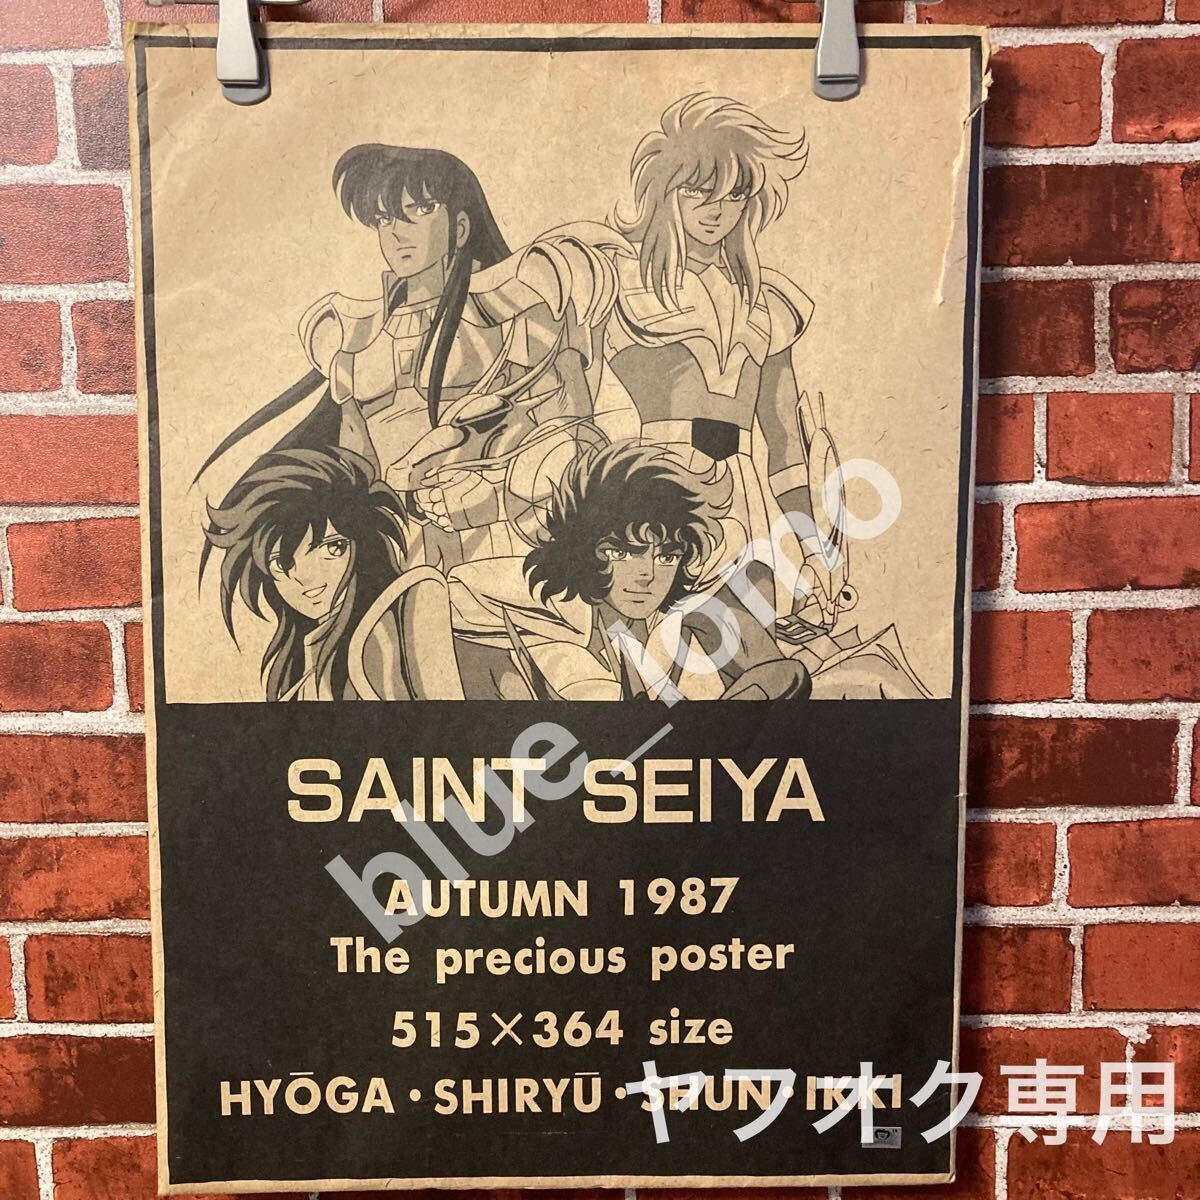 SAINT SEIYA
AUTUMN 1987
The precious poster
515×364 size
HYŌGA・SHIRYŪ・SHUN・IKKI
blue_lomo
ヤフオク専用